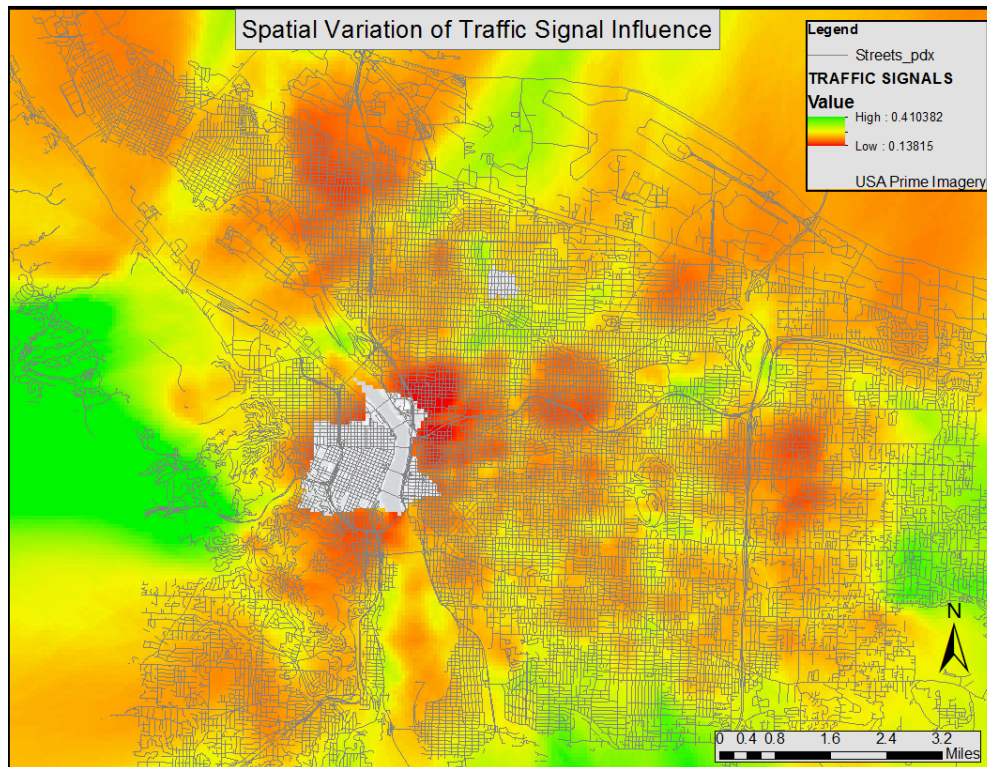 Spatial Variation of Traffic Signal Influence
Legend
Streets_pdx
TRAFFIC SIGNALS
Value
High : 0.410382
Low : 0.13815
USA Prime Imagery
N
0 0.4 0.8 1.6 2.4 3.2
Miles